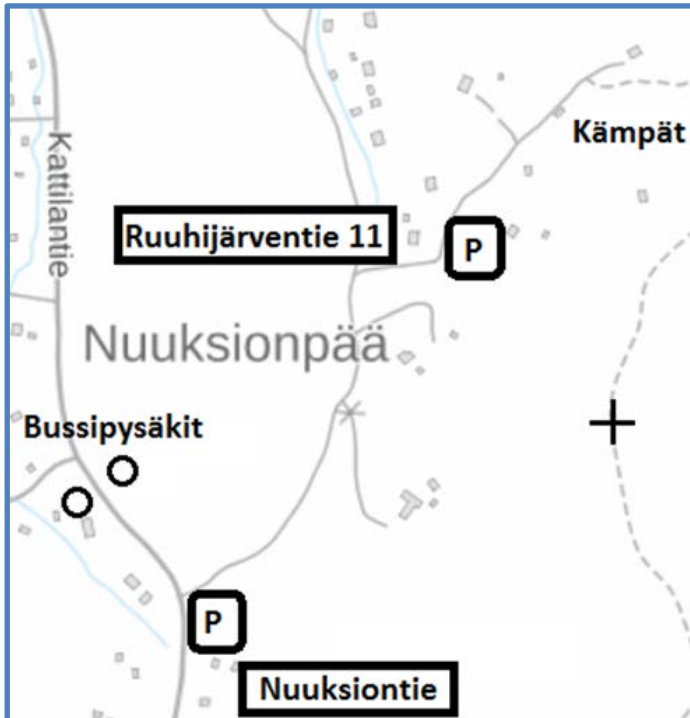 Kämpät
Kattilantie
Ruuhijärventie 11
P
Nuuksionpää
Bussipysäkit
P
Nuuksiontie